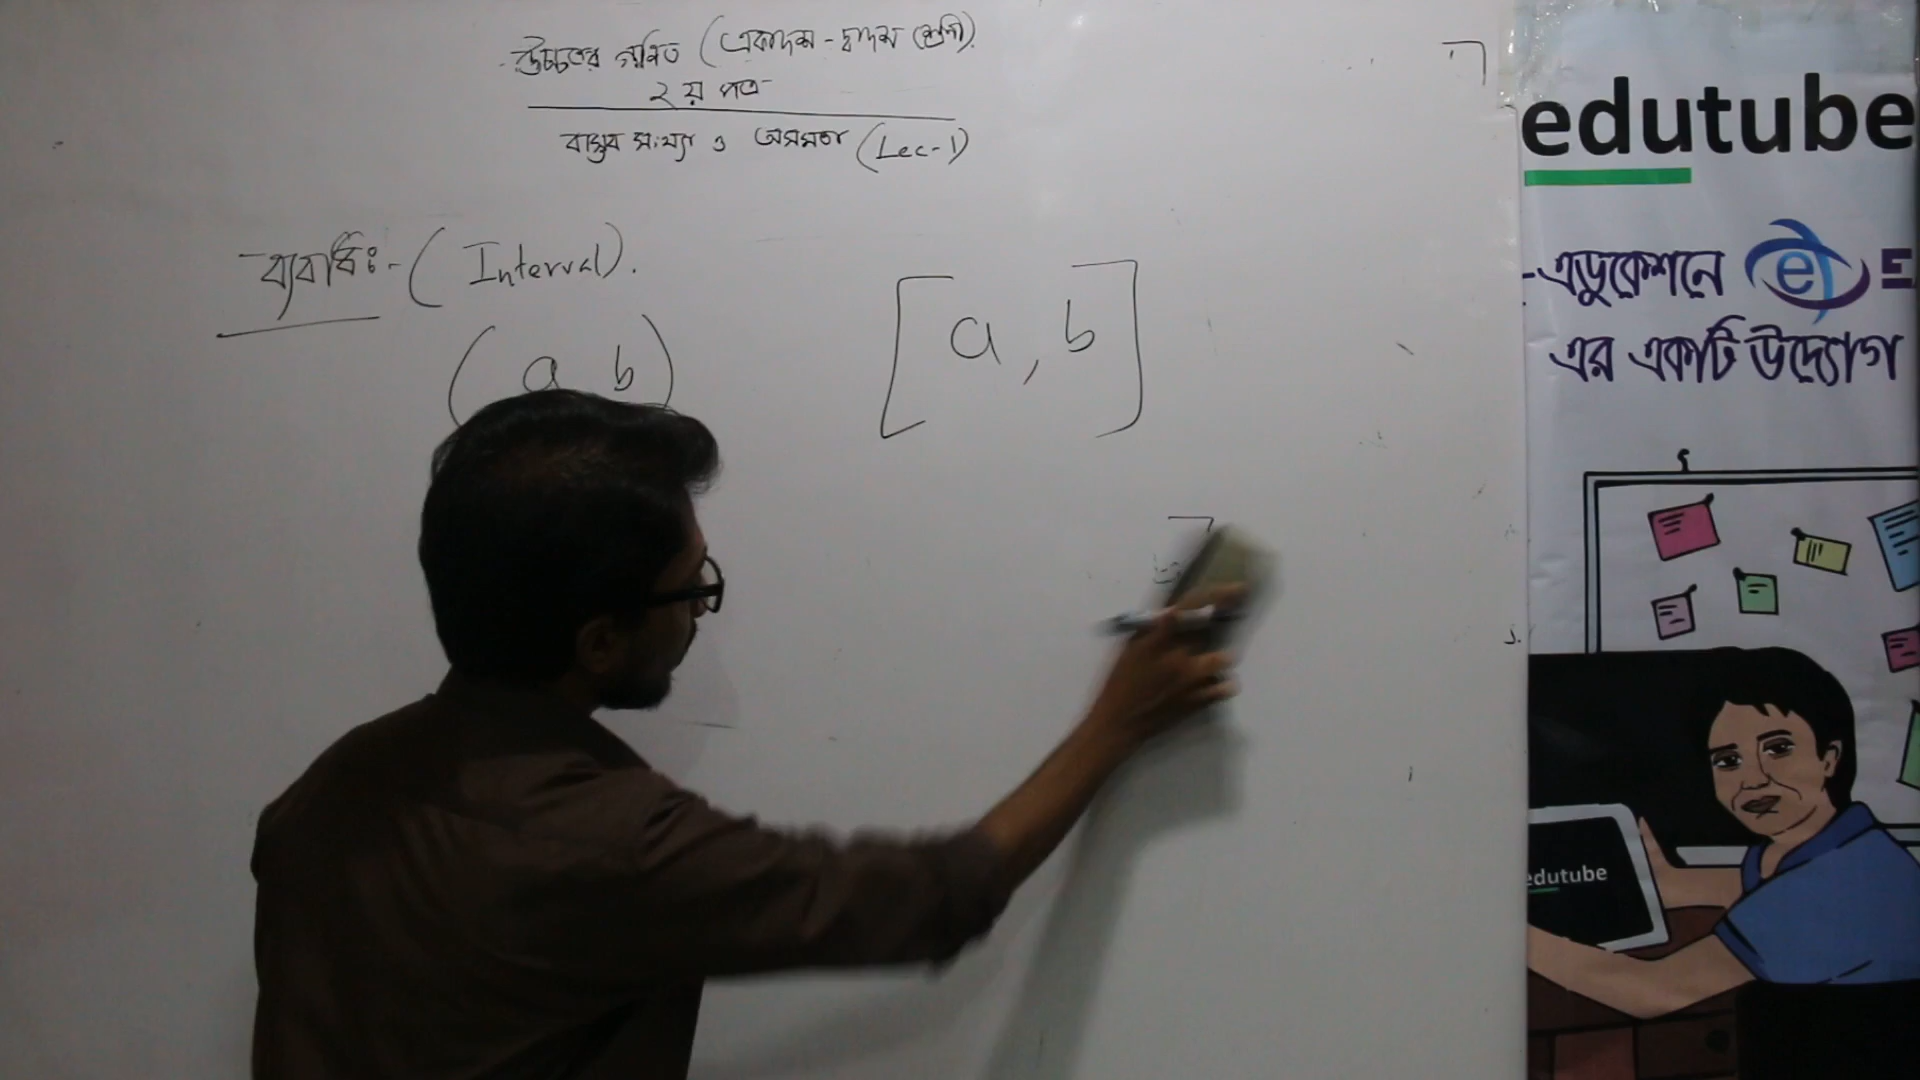 উচ্চতর গণিত (একাদশ - দ্বাদশ শ্রেণী).
২য় পত্র
বাস্তব সংখ্যা ও অসমতা (Lec-1)
ব্যবধিঃ- ( Interval).
( a b )
[ a , b ]
edutube
-এডুকেশনে e E
এর একটি উদ্যোগ
edutube